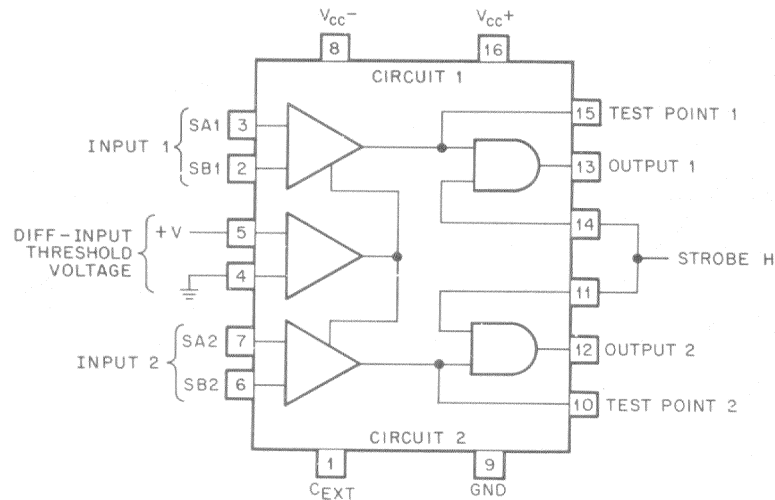 VCC- VCC+
8 16
CIRCUIT 1
INPUT 1
SA1 3
SB1 2
15 TEST POINT 1
13 OUTPUT 1
14
DIFF-INPUT
THRESHOLD
VOLTAGE
+V 5
4
STROBE H
11
INPUT 2
SA2 7
SB2 6
12 OUTPUT 2
10 TEST POINT 2
CIRCUIT 2
1 9
CEXT GND